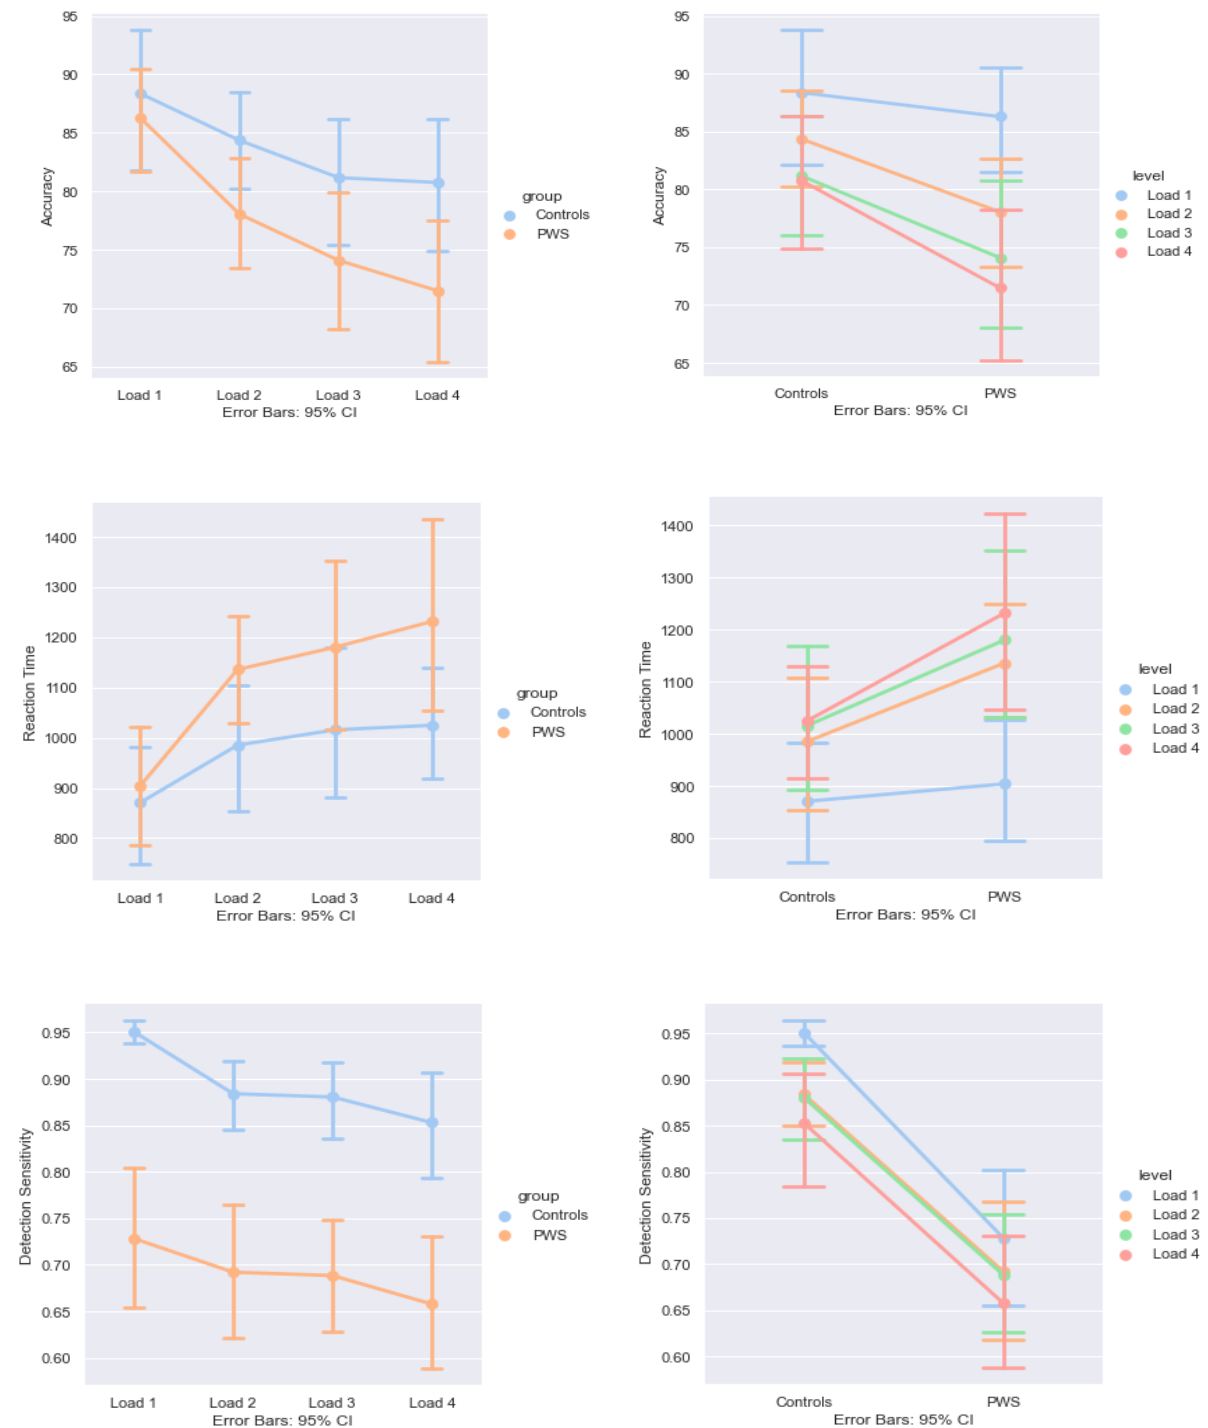 95
90
85
80
75
70
65
Accuracy
Load 1 Load 2 Load 3 Load 4
Error Bars: 95% CI
group
Controls
PWS
95
90
85
80
75
70
65
Accuracy
Controls PWS
Error Bars: 95% CI
level
Load 1
Load 2
Load 3
Load 4
1400
1300
1200
1100
1000
900
800
Reaction Time
Load 1 Load 2 Load 3 Load 4
Error Bars: 95% CI
group
Controls
PWS
1400
1300
1200
1100
1000
900
800
Reaction Time
Controls PWS
Error Bars: 95% CI
level
Load 1
Load 2
Load 3
Load 4
0.95
0.90
0.85
0.80
0.75
0.70
0.65
0.60
Detection Sensitivity
Load 1 Load 2 Load 3 Load 4
Error Bars: 95% CI
group
Controls
PWS
0.95
0.90
0.85
0.80
0.75
0.70
0.65
0.60
Detection Sensitivity
Controls PWS
Error Bars: 95% CI
level
Load 1
Load 2
Load 3
Load 4